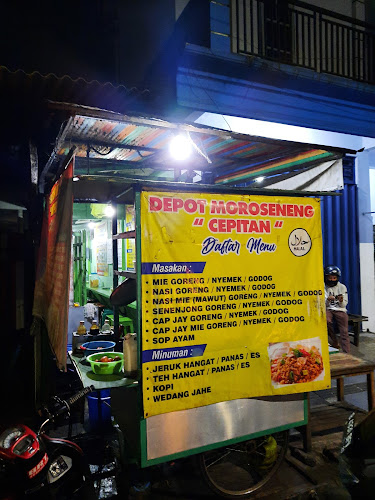 DEPOT MOROSENENG
" CEPITAN "
Daftar Menu
حلال
HALAL
Masakan :
• MIE GORENG / NYEMEK / GODOG
• NASI GORENG / NYEMEK / GODOG
• NASI MIE (MAWUT) GORENG / NYEMEK / GODOG
• SENENJONG GORENG / NYEMEK / GODOG
• CAP JAY GORENG / NYEMEK / GODOG
• CAP JAY MIE GORENG / NYEMEK / GODOG
• SOP AYAM
Minuman :
• JERUK HANGAT / PANAS / ES
• TEH HANGAT / PANAS / ES
• KOPI
• WEDANG JAHE